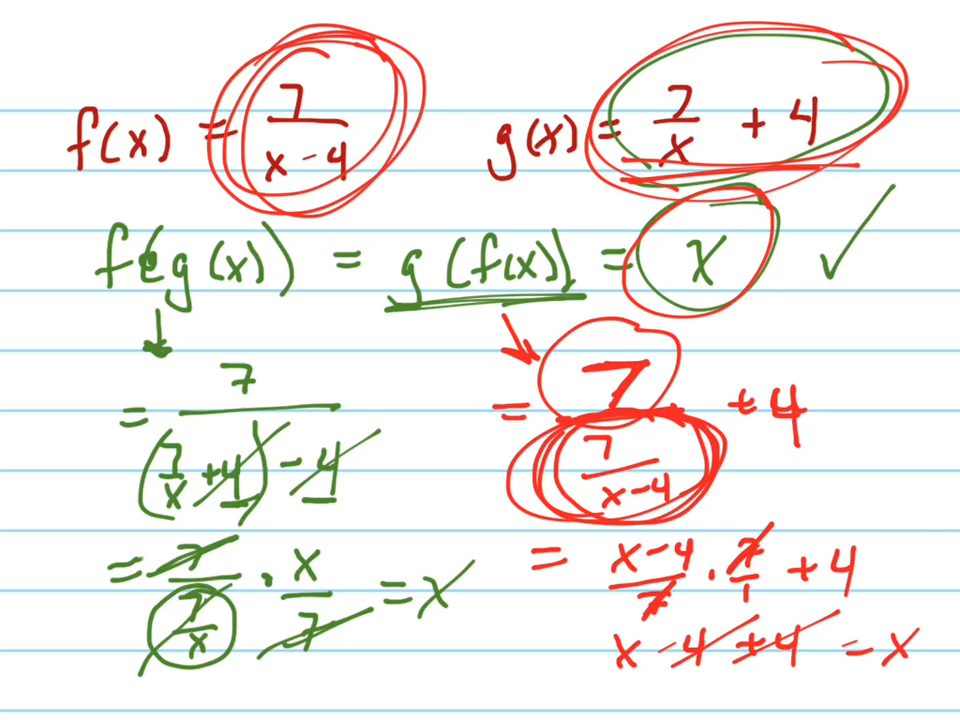 f(x) = 7/(x-4)
g(x) = 7/x + 4
f(g(x)) = g(f(x)) = x ✓
= 7/((7/x + 4) - 4)
= 7/(7/x) · x/7 = x
= 7/(7/(x-4)) + 4
= (x-4)/7 · 7/1 + 4
x - 4 + 4 = x